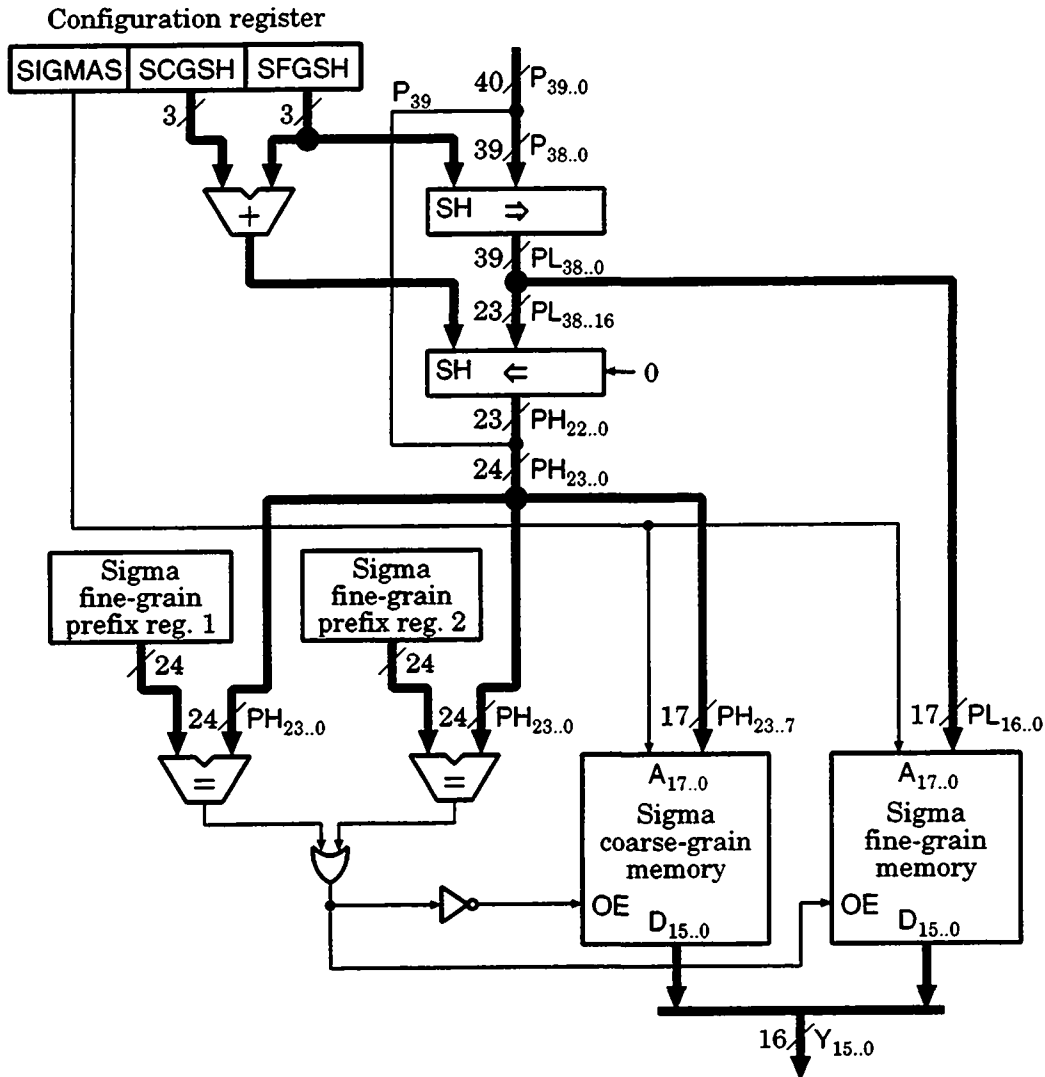 Configuration register
SIGMAS SCGSH SFGSH
3 3
P39
40 P39..0
39 P38..0
+
SH ⇒
39 PL38..0
23 PL38..16
SH ⇐ 0
23 PH22..0
24 PH23..0
Sigma
fine-grain
prefix reg. 1
Sigma
fine-grain
prefix reg. 2
24
24
24 PH23..0
24 PH23..0
17 PH23..7
17 PL16..0
=
=
A17..0
Sigma
coarse-grain
memory
OE
D15..0
A17..0
Sigma
fine-grain
memory
OE
D15..0
16 Y15..0